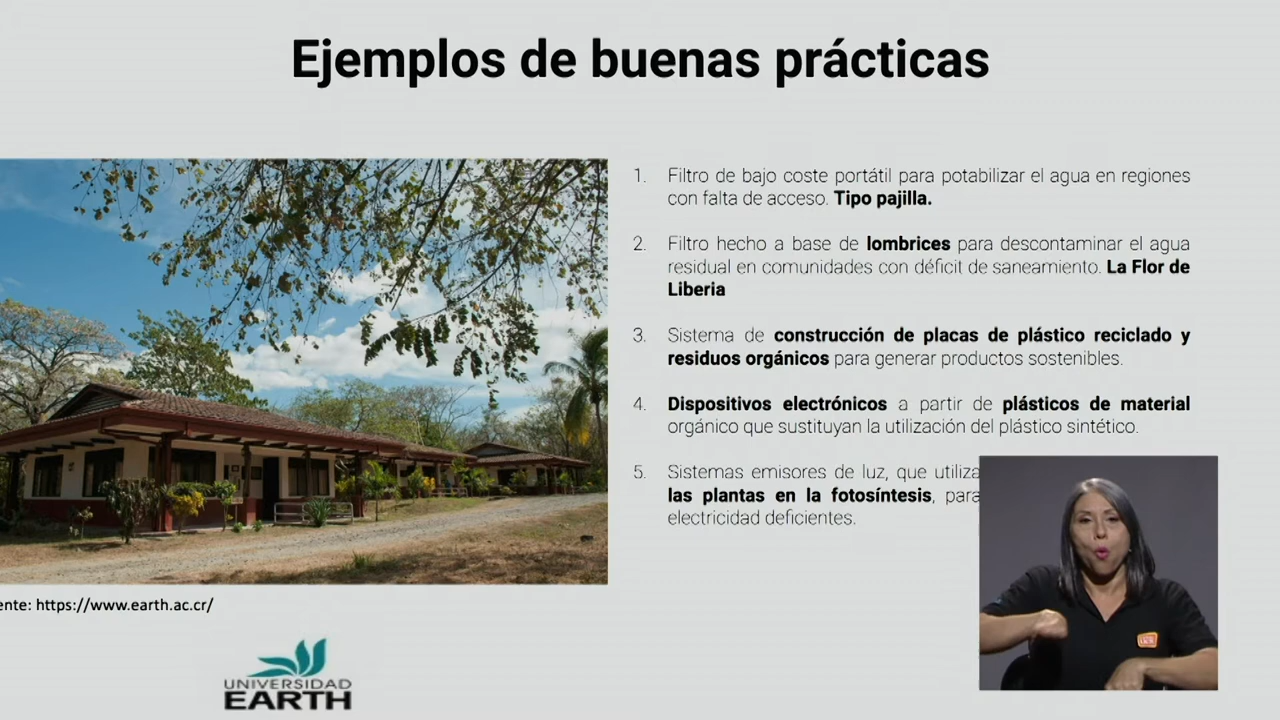 Ejemplos de buenas prácticas
1. Filtro de bajo coste portátil para potabilizar el agua en regiones
con falta de acceso. Tipo pajilla.
2. Filtro hecho a base de lombrices para descontaminar el agua
residual en comunidades con déficit de saneamiento. La Flor de
Liberia
3. Sistema de construcción de placas de plástico reciclado y
residuos orgánicos para generar productos sostenibles.
4. Dispositivos electrónicos a partir de plásticos de material
orgánico que sustituyan la utilización del plástico sintético.
5. Sistemas emisores de luz, que utiliza
las plantas en la fotosíntesis, para
electricidad deficientes.
ente: https://www.earth.ac.cr/
UNIVERSIDAD
EARTH